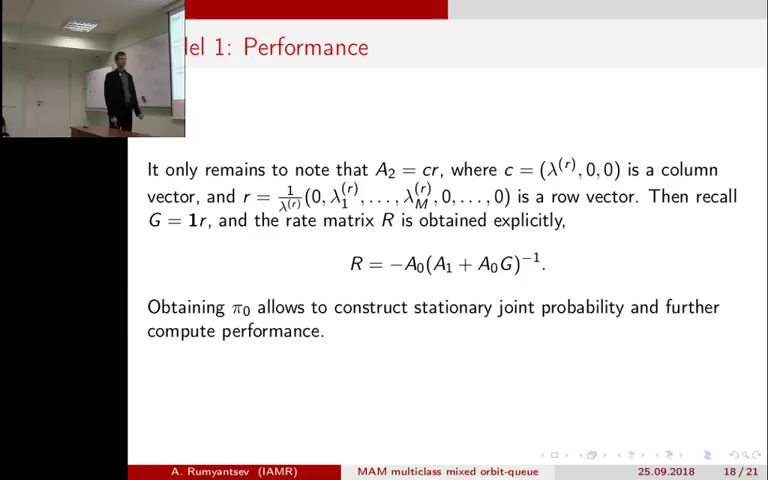 del 1: Performance
It only remains to note that A₂ = cr, where c = (λ⁽ʳ⁾, 0, 0) is a column
vector, and r = 1/λ⁽ʳ⁾ (0, λ₁⁽ʳ⁾, . . . , λ_M⁽ʳ⁾, 0, . . . , 0) is a row vector. Then recall
G = 1r, and the rate matrix R is obtained explicitly,
R = −A₀(A₁ + A₀G)⁻¹.
Obtaining π₀ allows to construct stationary joint probability and further
compute performance.
A. Rumyantsev (IAMR) MAM multiclass mixed orbit-queue 25.09.2018 18 / 21